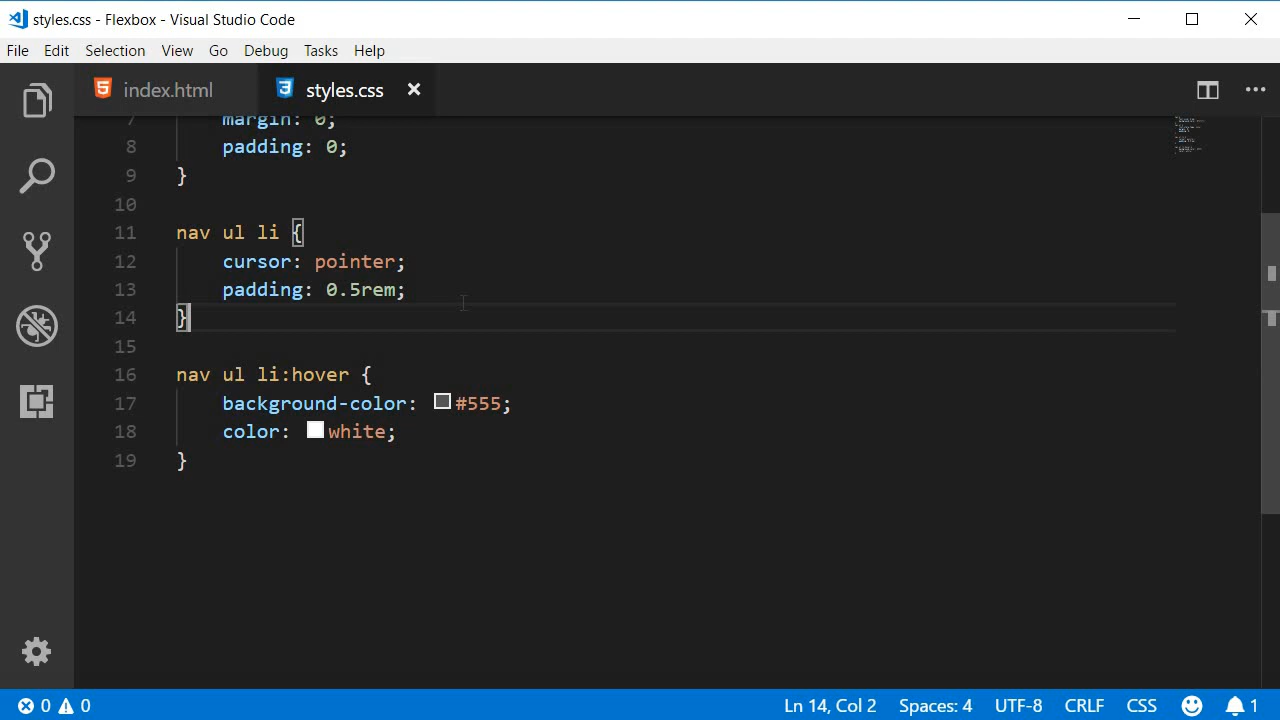 styles.css - Flexbox - Visual Studio Code
File Edit Selection View Go Debug Tasks Help
index.html styles.css
7 margin: 0;
8 padding: 0;
9 }
10
11 nav ul li {
12 cursor: pointer;
13 padding: 0.5rem;
14 }
15
16 nav ul li:hover {
17 background-color: #555;
18 color: white;
19 }
0 0 Ln 14, Col 2 Spaces: 4 UTF-8 CRLF CSS 1